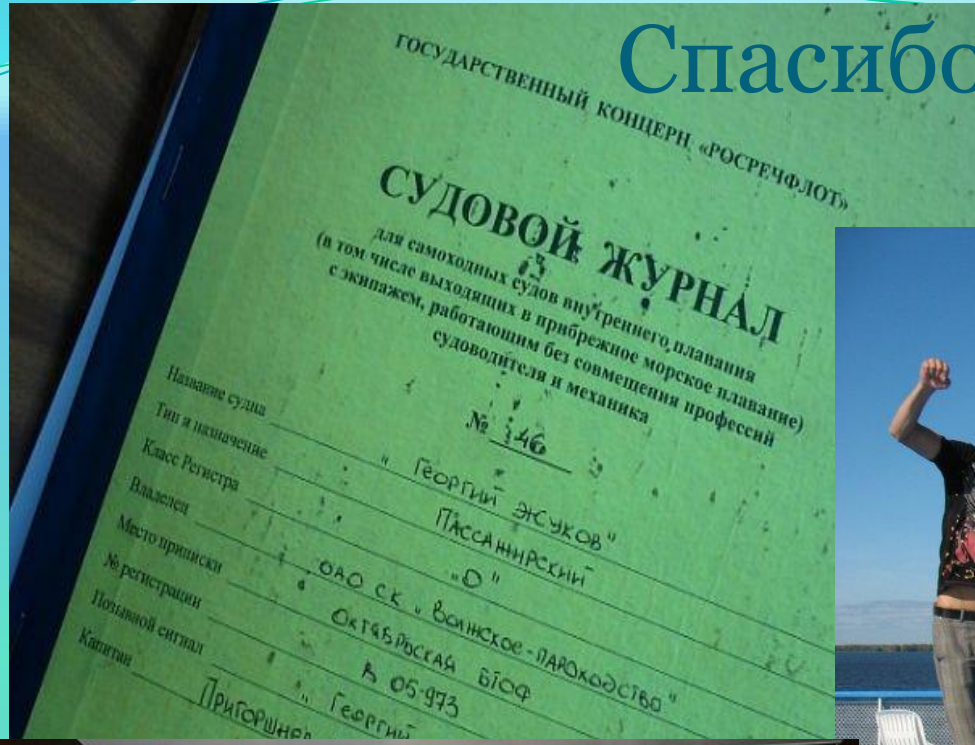 Спасибо
ГОСУДАРСТВЕННЫЙ КОНЦЕРН «РОСРЕЧФЛОТ»
СУДОВОЙ ЖУРНАЛ
для самоходных судов внутреннего плавания
(в том числе выходящих в прибрежное морское плавание)
с экипажем, работающим без совмещения профессий
судоводителя и механика
№ 146
Название судна „ Георгий Жуков"
Тип и назначение Пассажирский
Класс Регистра „О"
Владелец ОАО СК „Волжское-пароходство"
Место приписки Октябрьская БТОФ
№ регистрации В 05-973
Позывной сигнал „ Георгий
Капитан